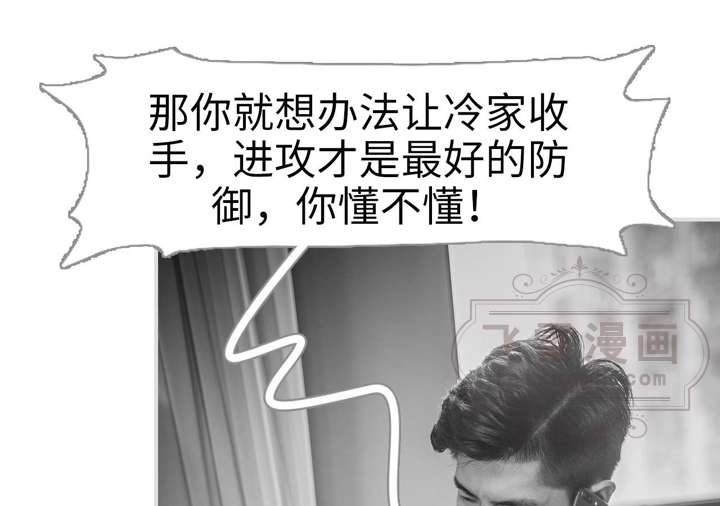 那你就想办法让冷家收
手，进攻才是最好的防
御，你懂不懂！
漫画
.com